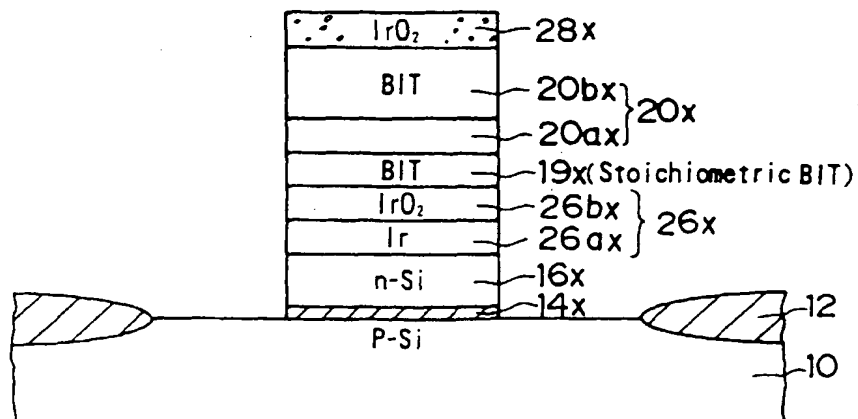 IrO₂ 28x
BIT 20bx
20x
20ax
BIT 19x(Stoichiometric BIT)
IrO₂ 26bx
26x
Ir 26ax
n-Si 16x
14x
12
P-Si
10